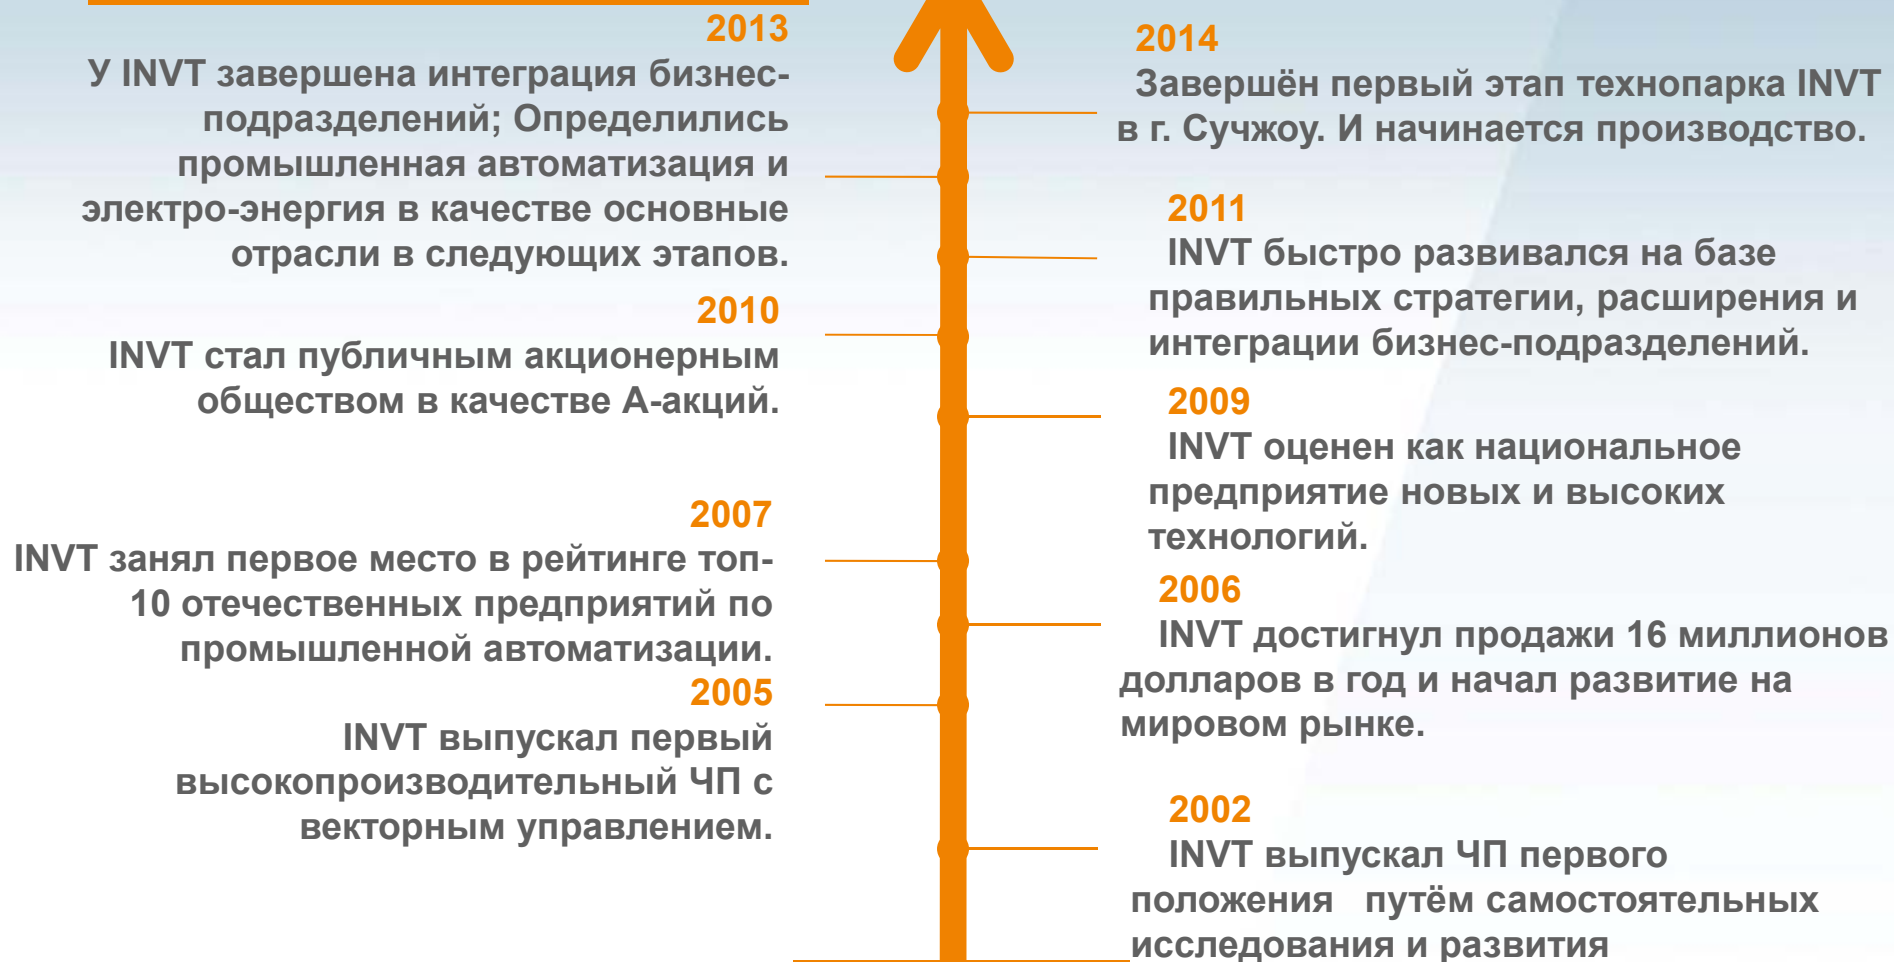 2013
У INVT завершена интеграция бизнес-
подразделений; Определились
промышленная автоматизация и
электро-энергия в качестве основные
отрасли в следующих этапов.
2010
INVT стал публичным акционерным
обществом в качестве А-акций.
2007
INVT занял первое место в рейтинге топ-
10 отечественных предприятий по
промышленной автоматизации.
2005
INVT выпускал первый
высокопроизводительный ЧП с
векторным управлением.
2014
Завершён первый этап технопарка INVT
в г. Сучжоу. И начинается производство.
2011
INVT быстро развивался на базе
правильных стратегии, расширения и
интеграции бизнес-подразделений.
2009
INVT оценен как национальное
предприятие новых и высоких
технологий.
2006
INVT достигнул продажи 16 миллионов
долларов в год и начал развитие на
мировом рынке.
2002
INVT выпускал ЧП первого
положения путём самостоятельных
исследования и развития